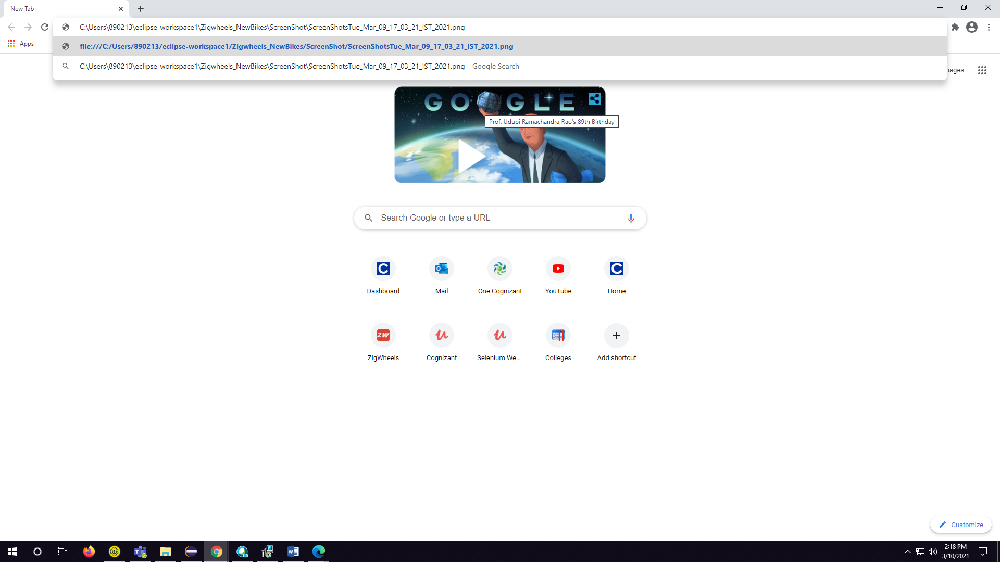 New Tab
C:\Users\890213\eclipse-workspace1\Zigwheels_NewBikes\ScreenShot\ScreenShotsTue_Mar_09_17_03_21_IST_2021.png
Apps
file:///C:/Users/890213/eclipse-workspace1/Zigwheels_NewBikes/ScreenShot/ScreenShotsTue_Mar_09_17_03_21_IST_2021.png
C:\Users\890213\eclipse-workspace1\Zigwheels_NewBikes\ScreenShot\ScreenShotsTue_Mar_09_17_03_21_IST_2021.png - Google Search
GOOGLE
Prof. Udupi Ramachandra Rao's 89th Birthday
Search Google or type a URL
Dashboard
Mail
One Cognizant
YouTube
Home
ZW
ZigWheels
Cognizant
Selenium We...
Colleges
Add shortcut
Customize
2:18 PM
3/10/2021